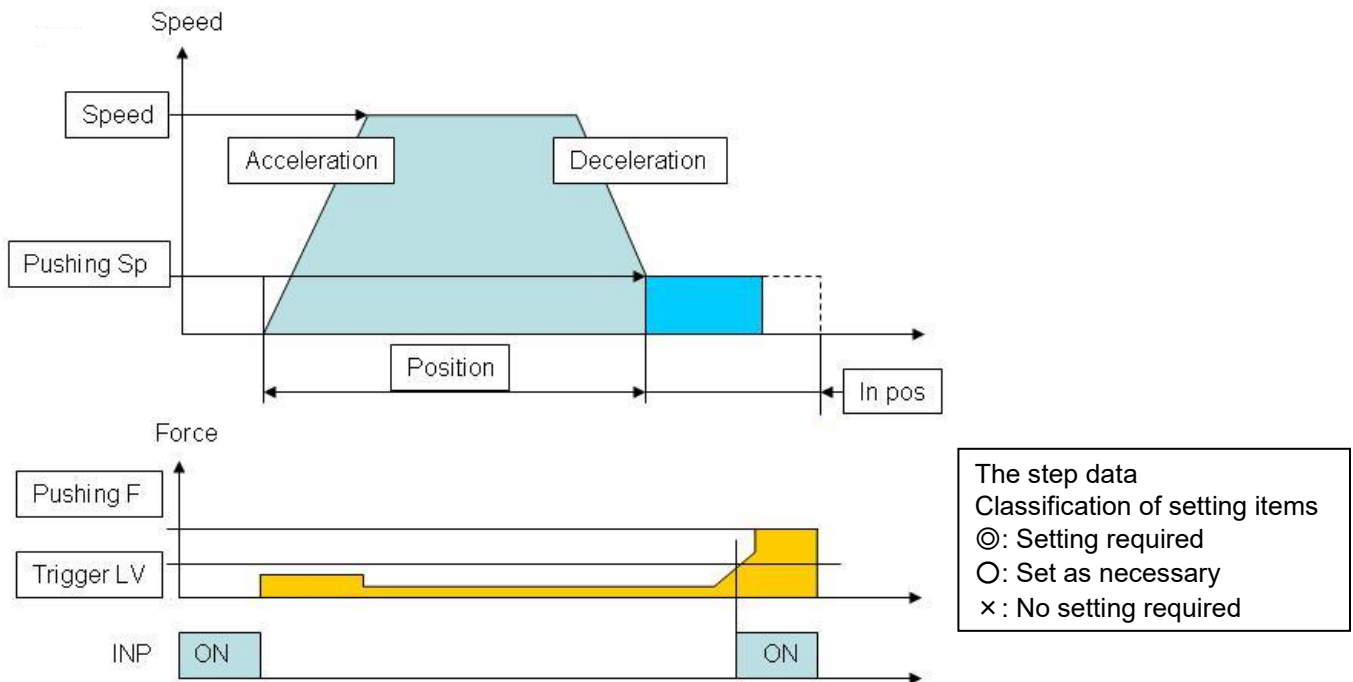 Speed
Speed
Acceleration
Deceleration
Pushing Sp
Position
In pos
Force
Pushing F
Trigger LV
INP
ON
ON
The step data
Classification of setting items
◎: Setting required
○: Set as necessary
×: No setting required